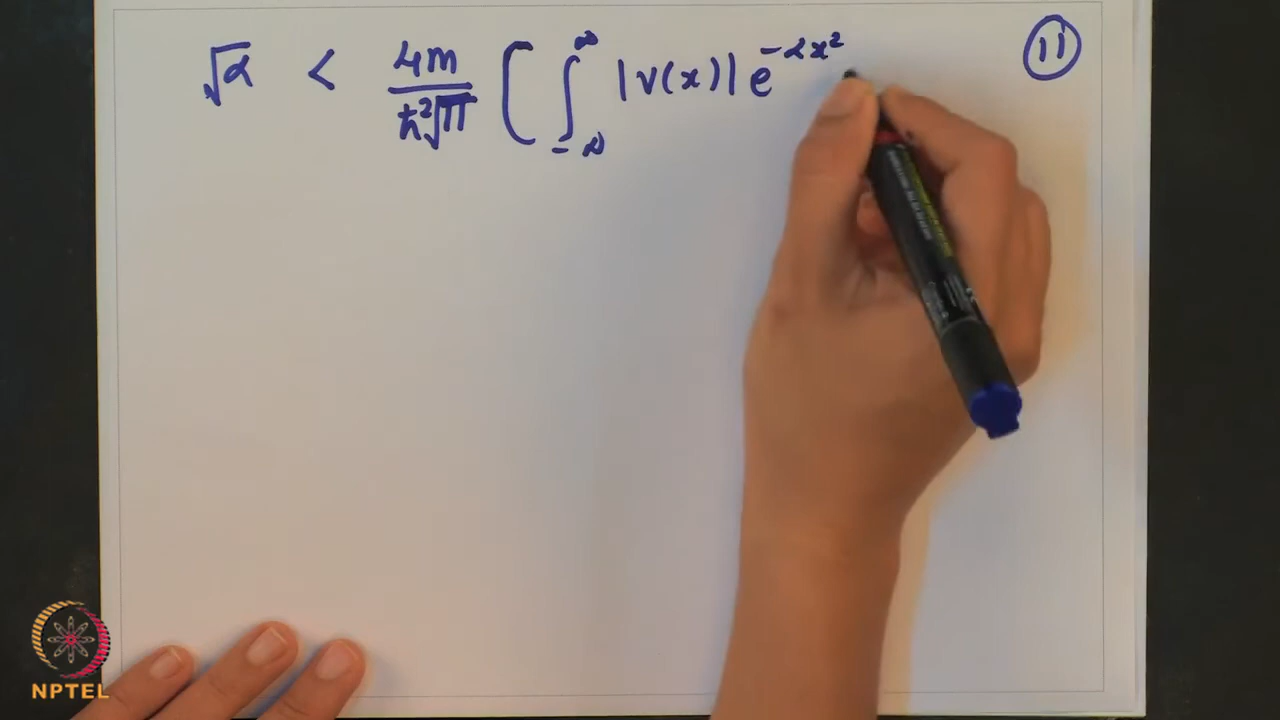 √α < 4m/ħ²√π [ ∫_{-∞}^{∞} |V(x)| e^{-αx²}
11
NPTEL